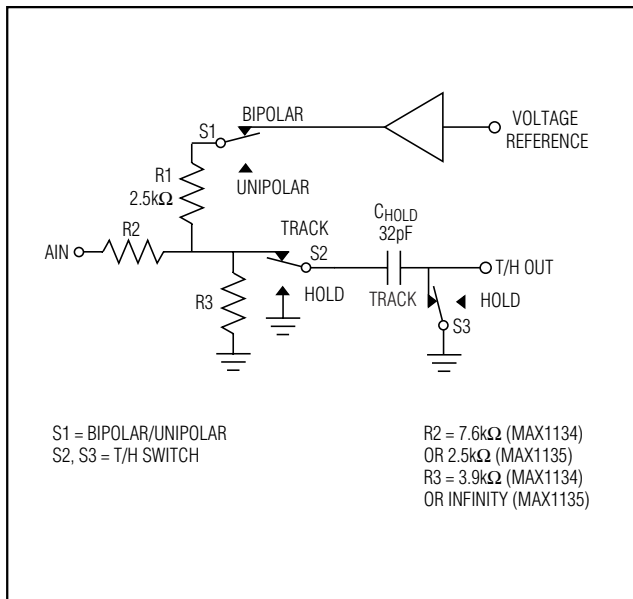 BIPOLAR
S1
VOLTAGE
REFERENCE
R1
2.5kΩ
UNIPOLAR
R2
AIN
TRACK
S2
CHOLD
32pF
T/H OUT
R3
HOLD
TRACK
HOLD
S3
S1 = BIPOLAR/UNIPOLAR
S2, S3 = T/H SWITCH
R2 = 7.6kΩ (MAX1134)
OR 2.5kΩ (MAX1135)
R3 = 3.9kΩ (MAX1134)
OR INFINITY (MAX1135)